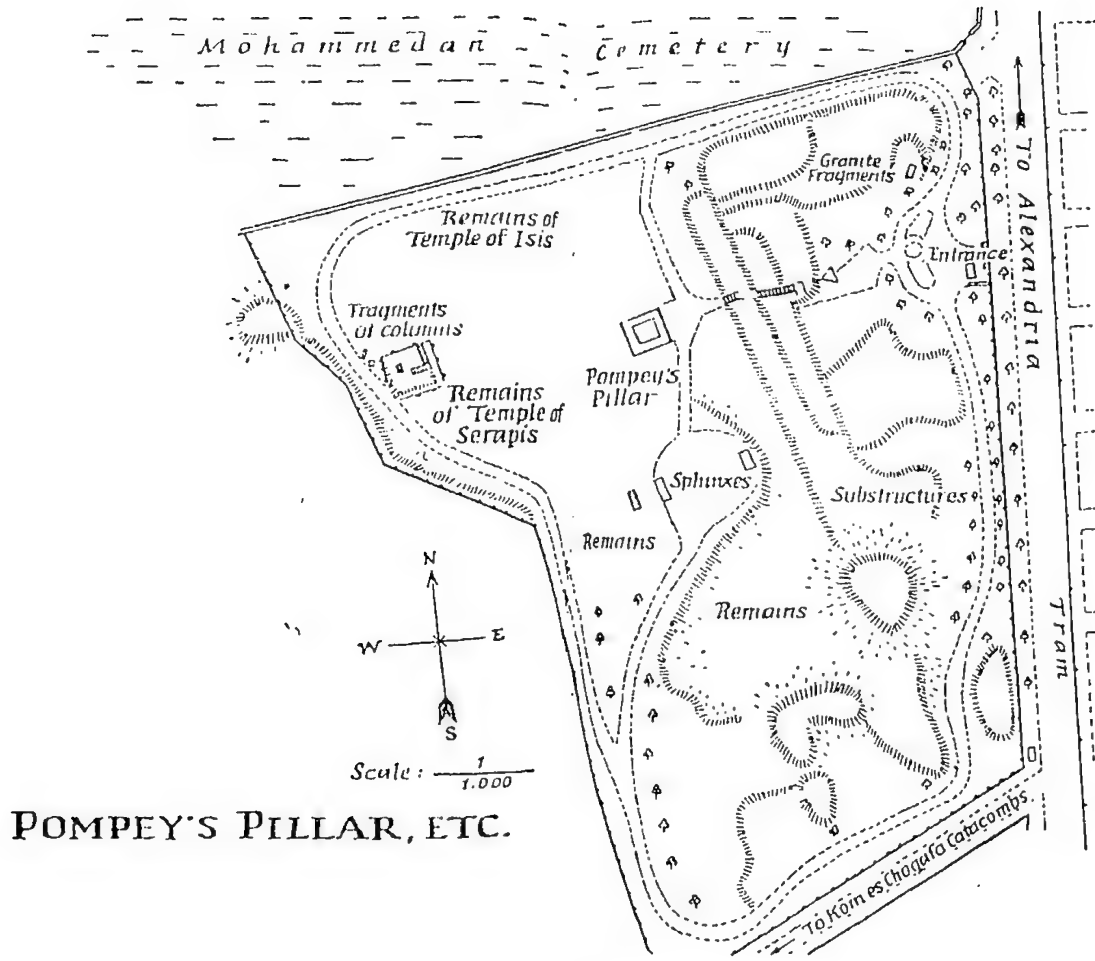 Mohammedan Cemetery
To Alexandria
Granite
Fragments
Remains of
Temple of Isis
Entrance
Fragments
of columns
Pompey's
Pillar
Remains
of Temple of
Serapis
Sphinxes
Substructures
Remains
Remains
Tram
N
W E
S
Scale: 1
1.000
POMPEY'S PILLAR, ETC.
To Kôm es Chogafa Catacombs